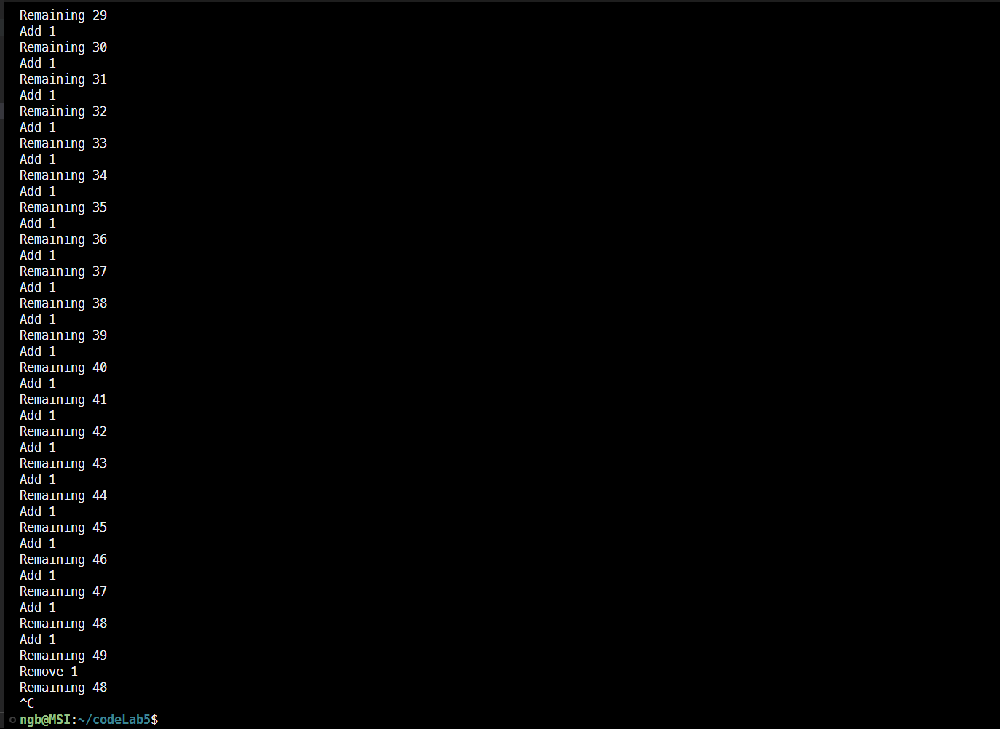 Remaining 29
Add 1
Remaining 30
Add 1
Remaining 31
Add 1
Remaining 32
Add 1
Remaining 33
Add 1
Remaining 34
Add 1
Remaining 35
Add 1
Remaining 36
Add 1
Remaining 37
Add 1
Remaining 38
Add 1
Remaining 39
Add 1
Remaining 40
Add 1
Remaining 41
Add 1
Remaining 42
Add 1
Remaining 43
Add 1
Remaining 44
Add 1
Remaining 45
Add 1
Remaining 46
Add 1
Remaining 47
Add 1
Remaining 48
Add 1
Remaining 49
Remove 1
Remaining 48
^C
ngb@MSI:~/codeLab5$